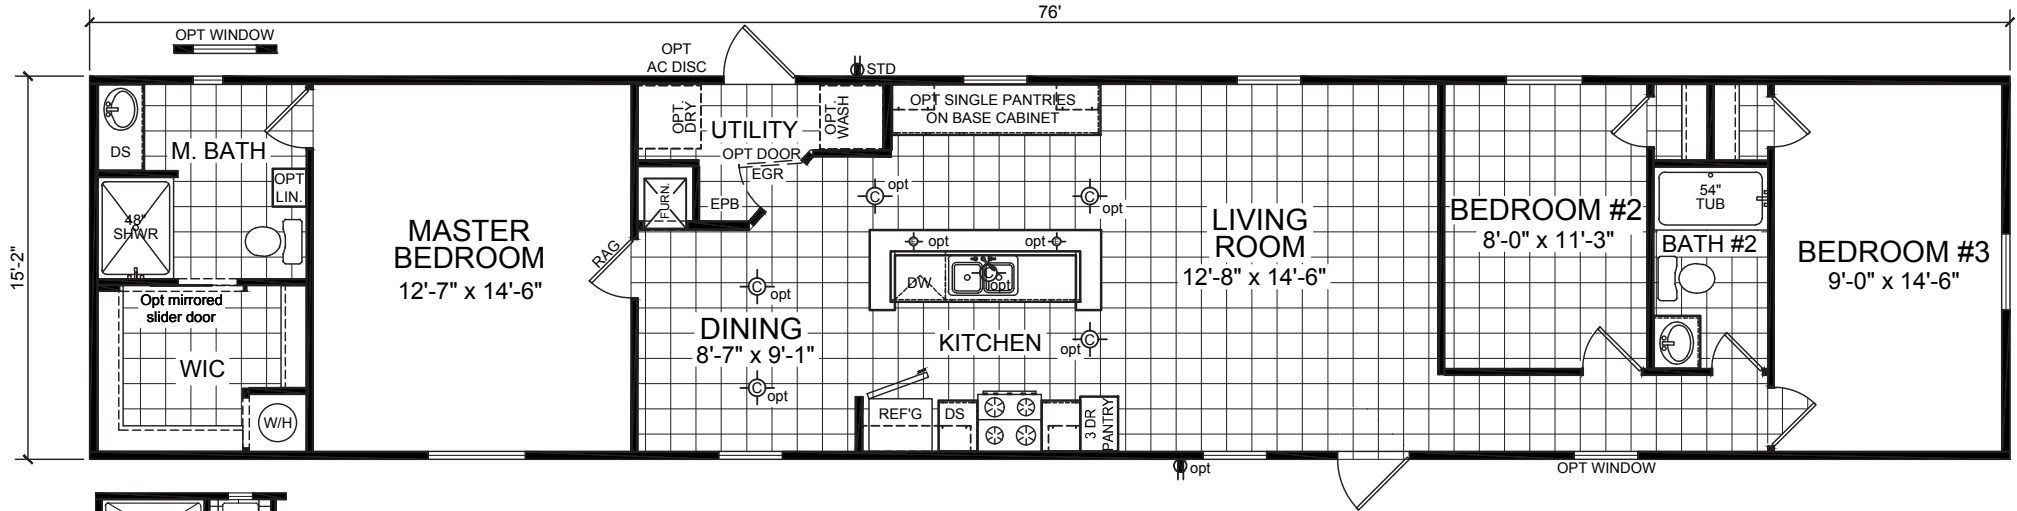 76'
OPT WINDOW
OPT
AC DISC
STD
15'-2"
DS
M. BATH
OPT
LIN.
48"
SHWR
Opt mirrored
slider door
WIC
W/H
MASTER
BEDROOM
12'-7" x 14'-6"
RAG
OPT.
DRY
UTILITY
OPT.
WASH
OPT DOOR
EGR
EPB
FURN.
OPT SINGLE PANTRIES
ON BASE CABINET
C opt
C opt
E opt
opt E
DW
C opt
C opt
DINING
8'-7" x 9'-1"
C opt
KITCHEN
opt C
REF'G
DS
3 DR
PANTRY
opt
LIVING
ROOM
12'-8" x 14'-6"
BEDROOM #2
8'-0" x 11'-3"
54"
TUB
BATH #2
BEDROOM #3
9'-0" x 14'-6"
OPT WINDOW